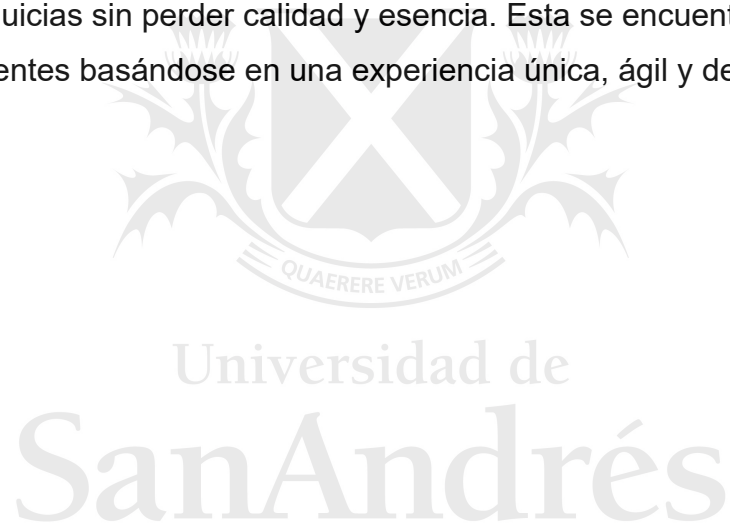 uicias sin perder calidad y esencia. Esta se encuent
entes basándose en una experiencia única, ágil y de
QUAERERE VERUM
Universidad de
SanAndrés